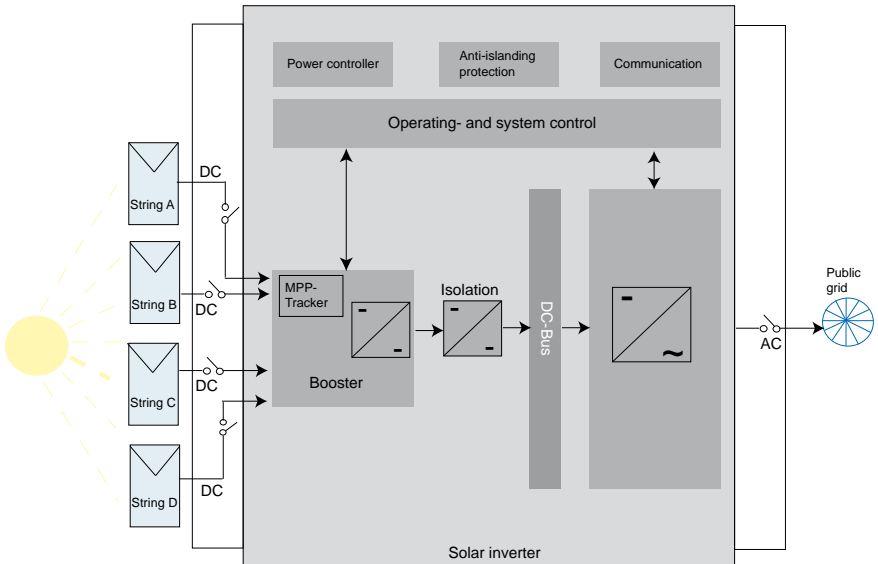 Power controller
Anti-islanding
protection
Communication
Operating- and system control
DC
String A
String B
DC
MPP-
Tracker
Isolation
DC-Bus
Public
grid
AC
DC
String C
Booster
String D
DC
Solar inverter